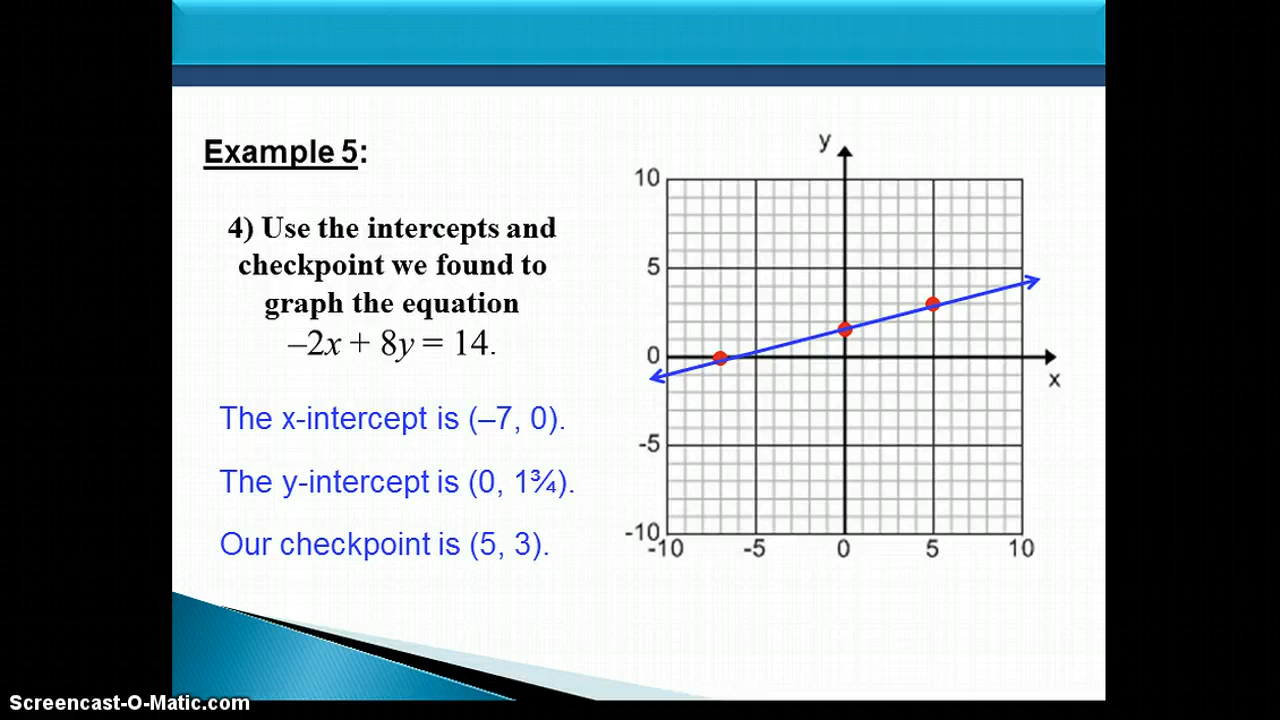 Example 5:
4) Use the intercepts and
checkpoint we found to
graph the equation
–2x + 8y = 14.
The x-intercept is (–7, 0).
The y-intercept is (0, 1¾).
Our checkpoint is (5, 3).
y
10
5
0
-5
-10
-10 -5 0 5 10
x
Screencast-O-Matic.com